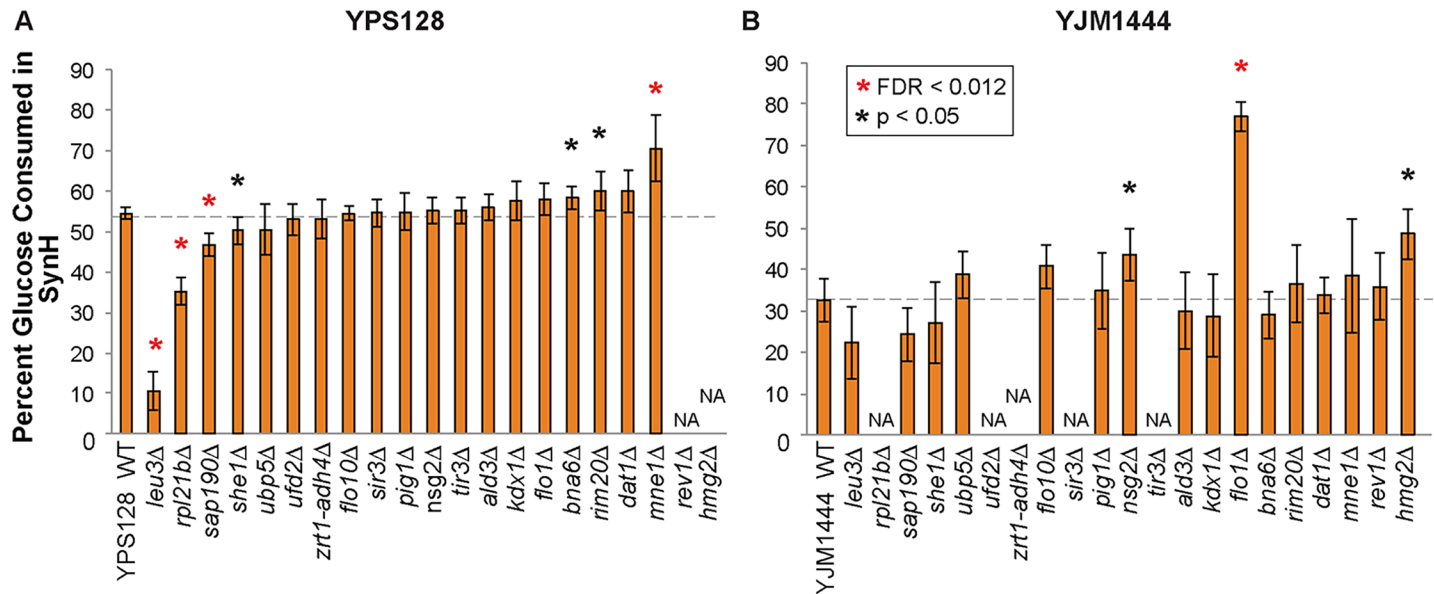 A
YPS128
Percent Glucose Consumed in
SynH
90
80
70
60
50
40
30
20
10
0
*
*
*
*
*
*
*
NA
NA
YPS128 WT
leu3Δ
rpl21bΔ
sap190Δ
she1Δ
ubp5Δ
ufd2Δ
zrt1-adh4Δ
flo10Δ
sir3Δ
pig1Δ
nsg2Δ
tir3Δ
ald3Δ
kdx1Δ
flo1Δ
bna6Δ
rim20Δ
dat1Δ
mne1Δ
rev1Δ
hmg2Δ
B
YJM1444
* FDR < 0.012
* p < 0.05
90
80
70
60
50
40
30
20
10
0
*
*
*
NA
NA
NA
NA
NA
YJM1444 WT
leu3Δ
rpl21bΔ
sap190Δ
she1Δ
ubp5Δ
ufd2Δ
zrt1-adh4Δ
flo10Δ
sir3Δ
pig1Δ
nsg2Δ
tir3Δ
ald3Δ
kdx1Δ
flo1Δ
bna6Δ
rim20Δ
dat1Δ
mne1Δ
rev1Δ
hmg2Δ